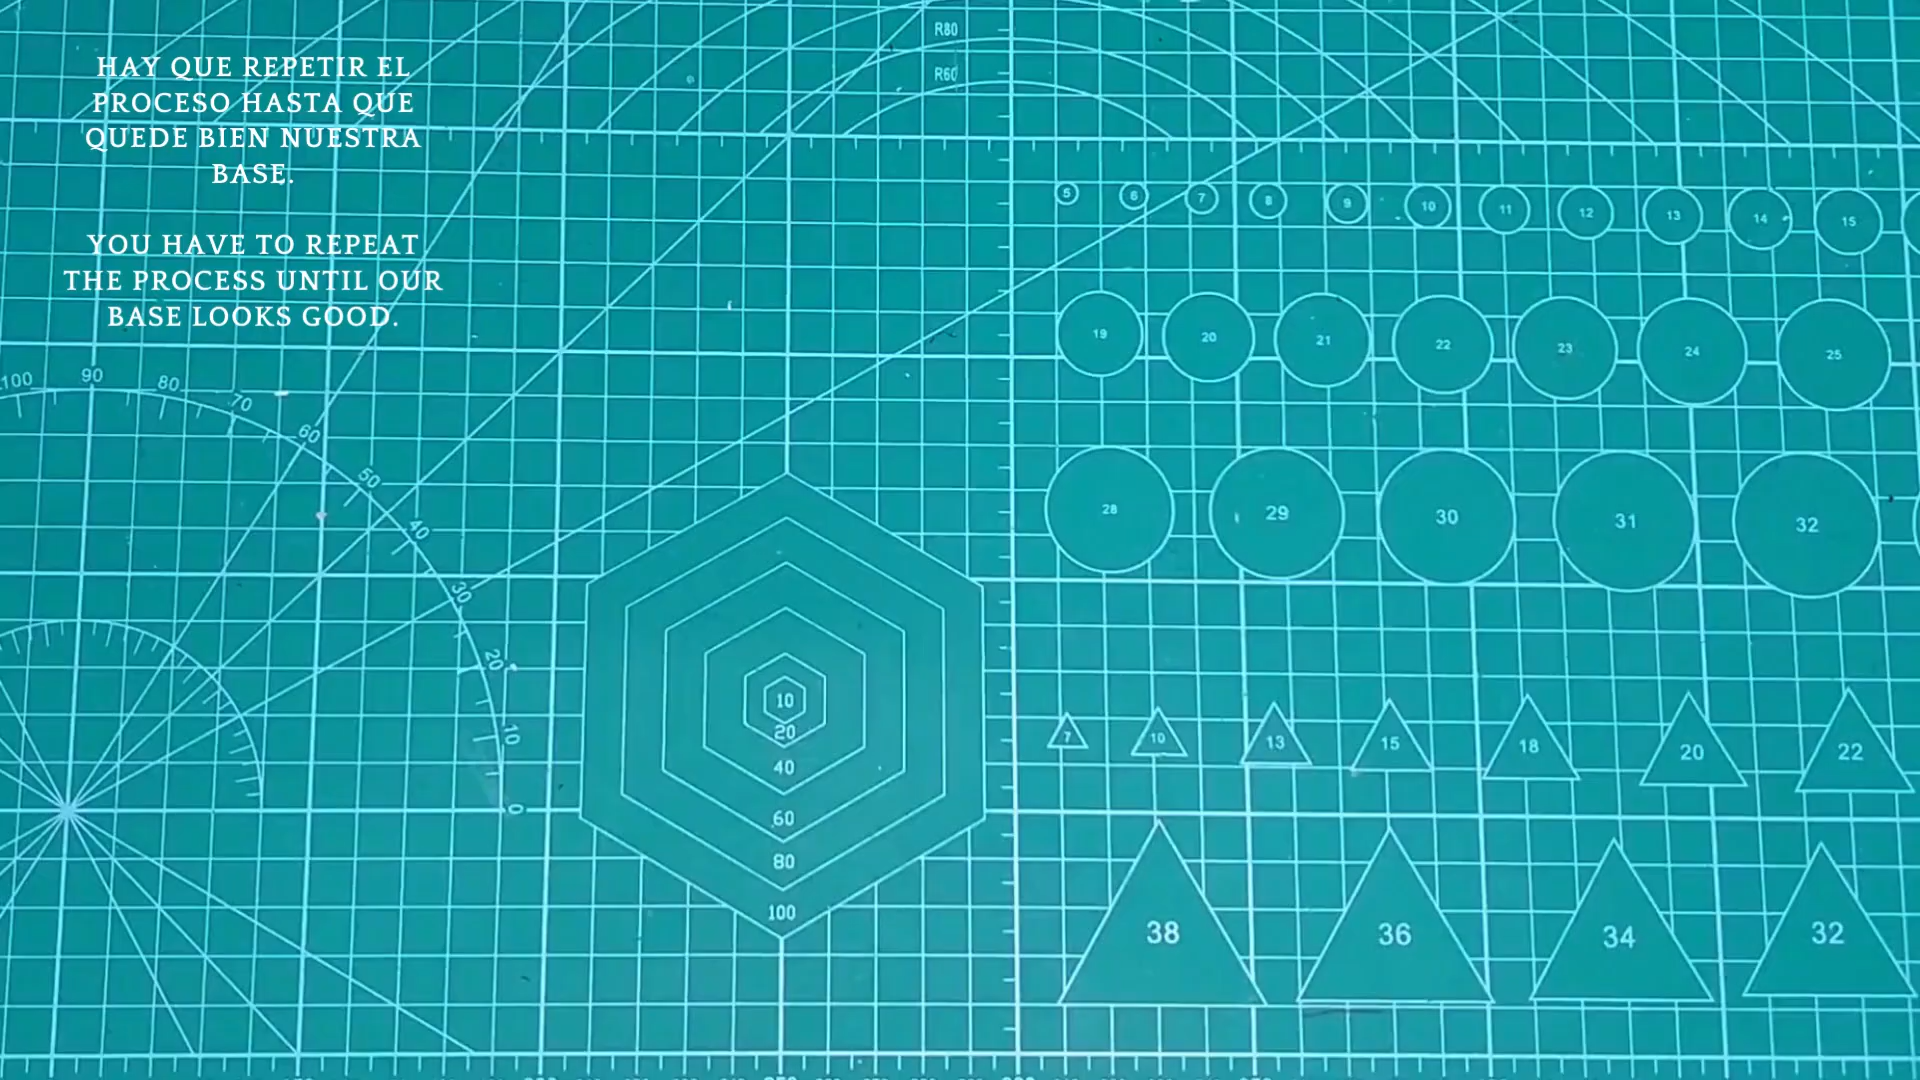 HAY QUE REPETIR EL
PROCESO HASTA QUE
QUEDE BIEN NUESTRA
BASE.
YOU HAVE TO REPEAT
THE PROCESS UNTIL OUR
BASE LOOKS GOOD.
R80
R60
5 6 7 8 9 10 11 12 13 14 15
19 20 21 22 23 24 25
100 90 80 70 60 50 40 30 20 10 0
28 29 30 31 32
10
20
40
60
80
100
7 10 13 15 18 20 22
38 36 34 32